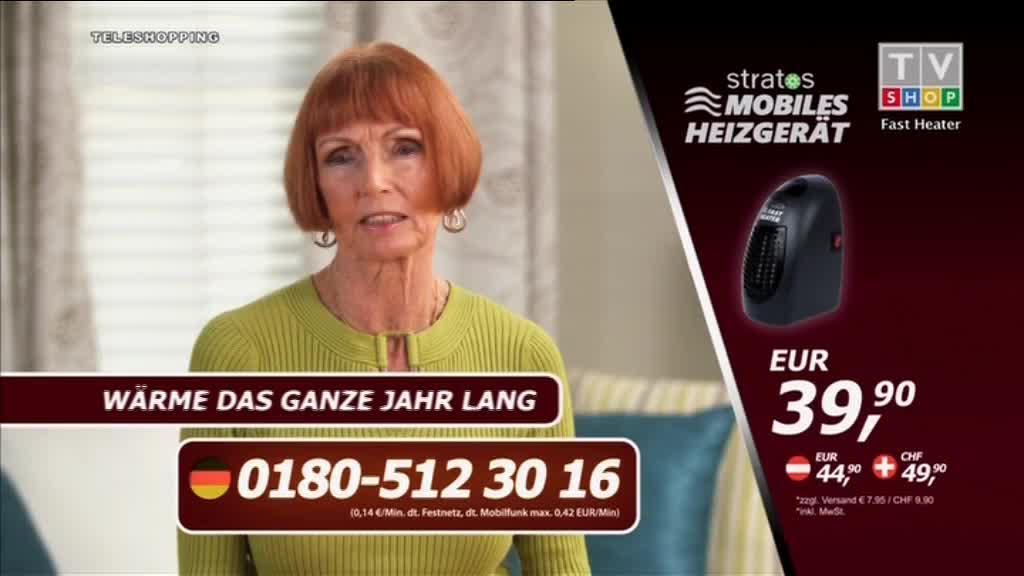 TELESHOPPING
stratos
MOBILES
HEIZGERÄT
TV
SHOP
Fast Heater
FAST
HEATER
EUR
39,90
EUR
44,90
CHF
49,90
*zzgl. Versand € 7.95 / CHF 9,90
*inkl. MwSt.
WÄRME DAS GANZE JAHR LANG
0180-512 30 16
(0,14 €/Min. dt. Festnetz, dt. Mobilfunk max. 0,42 EUR/Min)